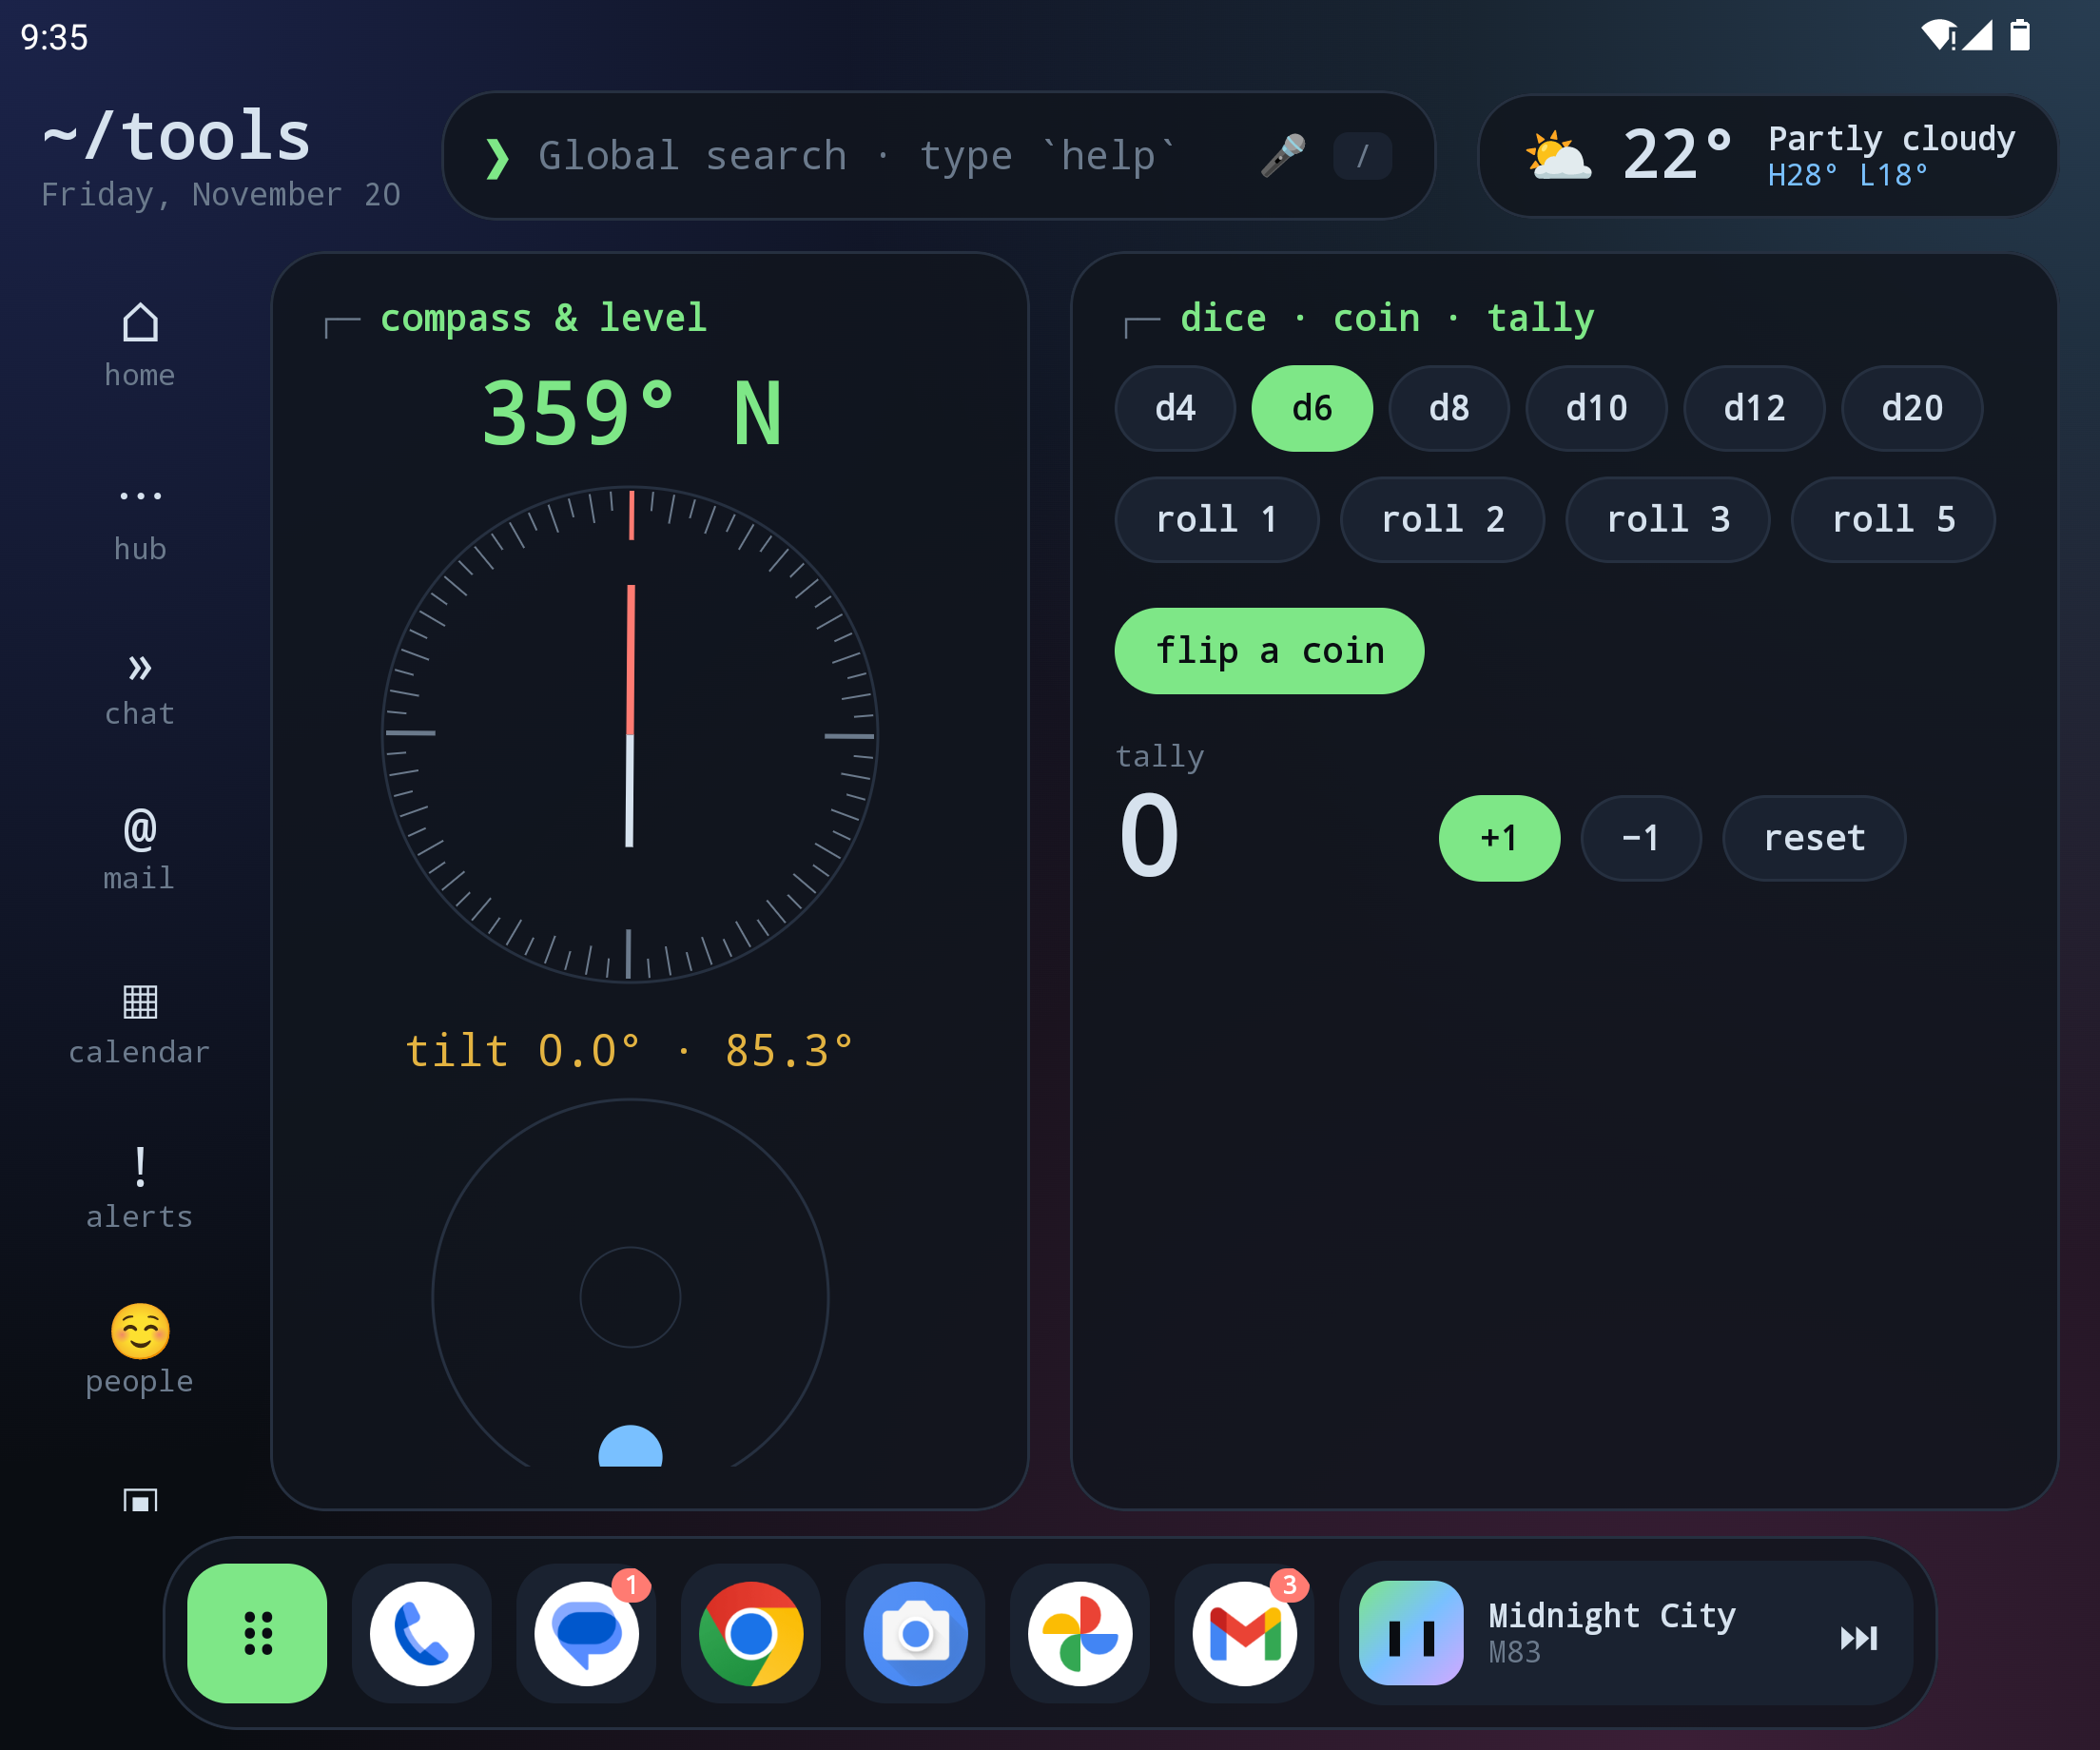 9:35
~/tools
Friday, November 20
❯ Global search · type `help` /
22° Partly cloudy
H28° L18°
home
hub
chat
@
mail
calendar
!
alerts
people
compass & level
359° N
tilt 0.0° · 85.3°
dice · coin · tally
d4 d6 d8 d10 d12 d20
roll 1 roll 2 roll 3 roll 5
flip a coin
tally
0 +1 −1 reset
1
3
Midnight City
M83